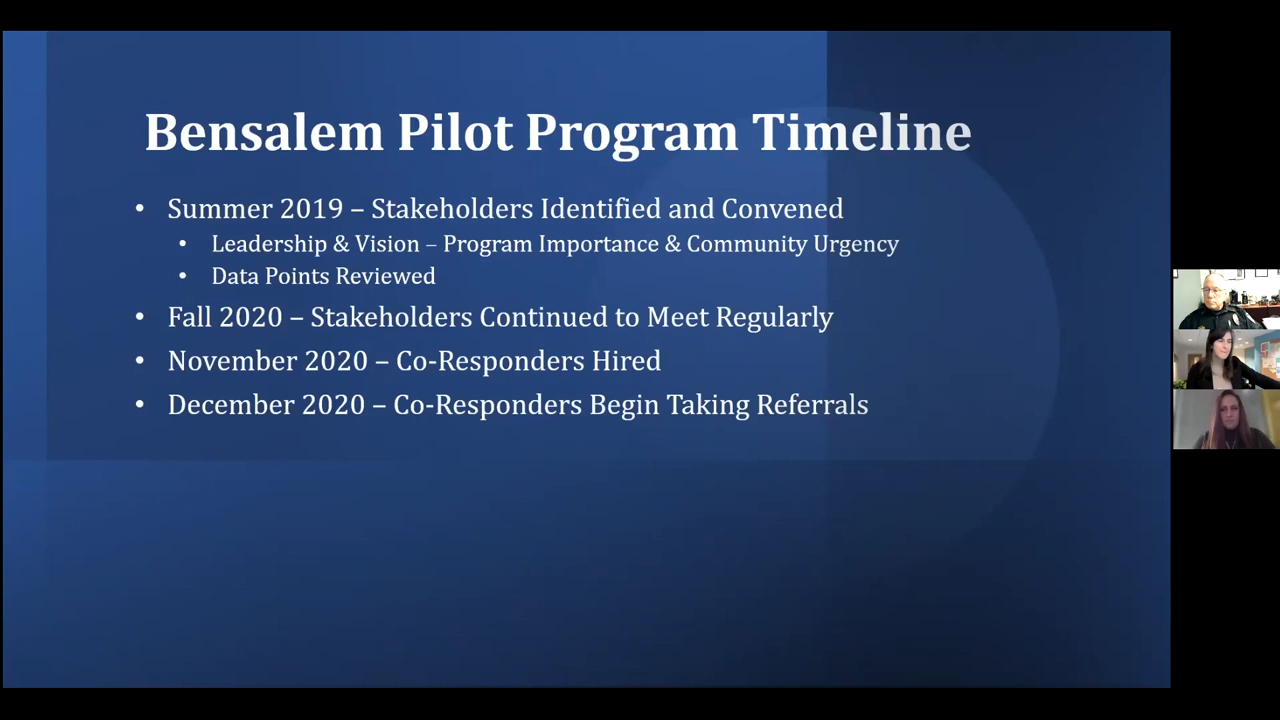 Bensalem Pilot Program Timeline
• Summer 2019 – Stakeholders Identified and Convened
• Leadership & Vision – Program Importance & Community Urgency
• Data Points Reviewed
• Fall 2020 – Stakeholders Continued to Meet Regularly
• November 2020 – Co-Responders Hired
• December 2020 – Co-Responders Begin Taking Referrals